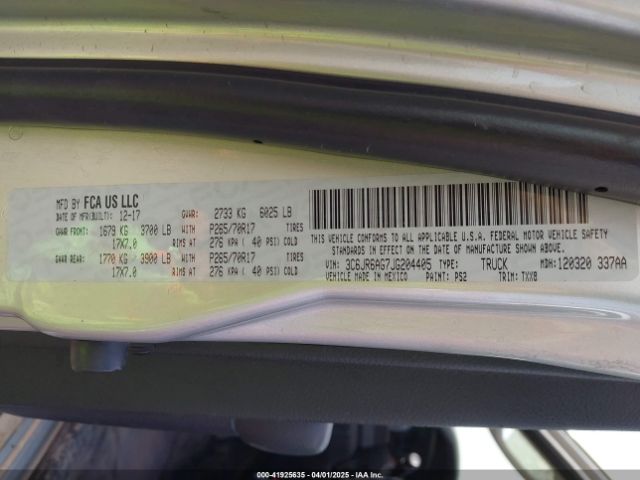 MFD BY FCA US LLC
DATE OF MFR(BUILT): 12-17 GVWR: 2733 KG 6025 LB
GAWR FRONT: 1679 KG 3700 LB WITH P265/70R17 TIRES
17X7.0 RIMS AT 276 KPA ( 40 PSI) COLD
GAWR REAR: 1770 KG 3900 LB WITH P265/70R17 TIRES
17X7.0 RIMS AT 276 KPA ( 40 PSI) COLD
THIS VEHICLE CONFORMS TO ALL APPLICABLE U.S.A. FEDERAL MOTOR VEHICLE SAFETY
STANDARDS IN EFFECT ON THE DATE OF MANUFACTURE SHOWN ABOVE.
VIN: 3C6JR6AG7JG204405 TYPE: TRUCK MDH: 120320 337AA
VEHICLE MADE IN MEXICO PAINT: PS2 TRIM: TXX8
000-41925635 - 04/01/2025 - IAA Inc.